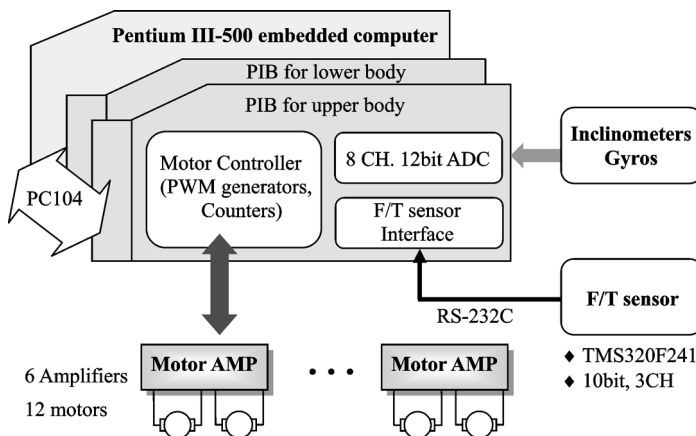 Pentium III-500 embedded computer
PIB for lower body
PIB for upper body
Motor Controller
(PWM generators,
Counters)
8 CH. 12bit ADC
F/T sensor
Interface
PC104
Inclinometers
Gyros
F/T sensor
RS-232C
♦ TMS320F241
♦ 10bit, 3CH
6 Amplifiers
12 motors
Motor AMP
• • •
Motor AMP